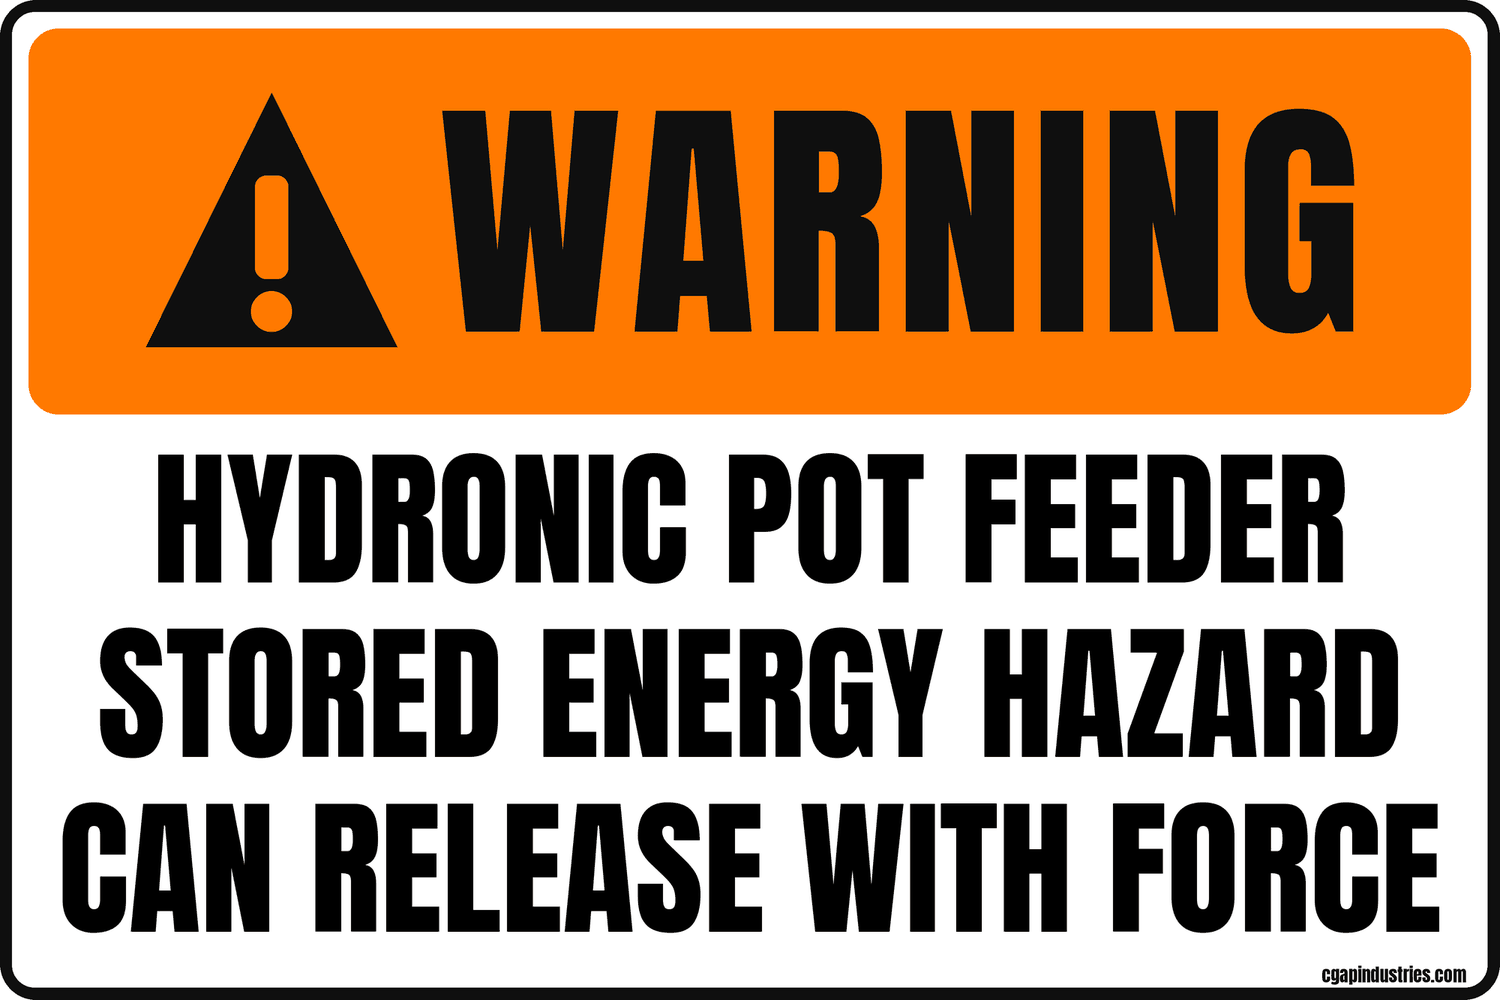 WARNING
HYDRONIC POT FEEDER
STORED ENERGY HAZARD
CAN RELEASE WITH FORCE
cgapindustries.com